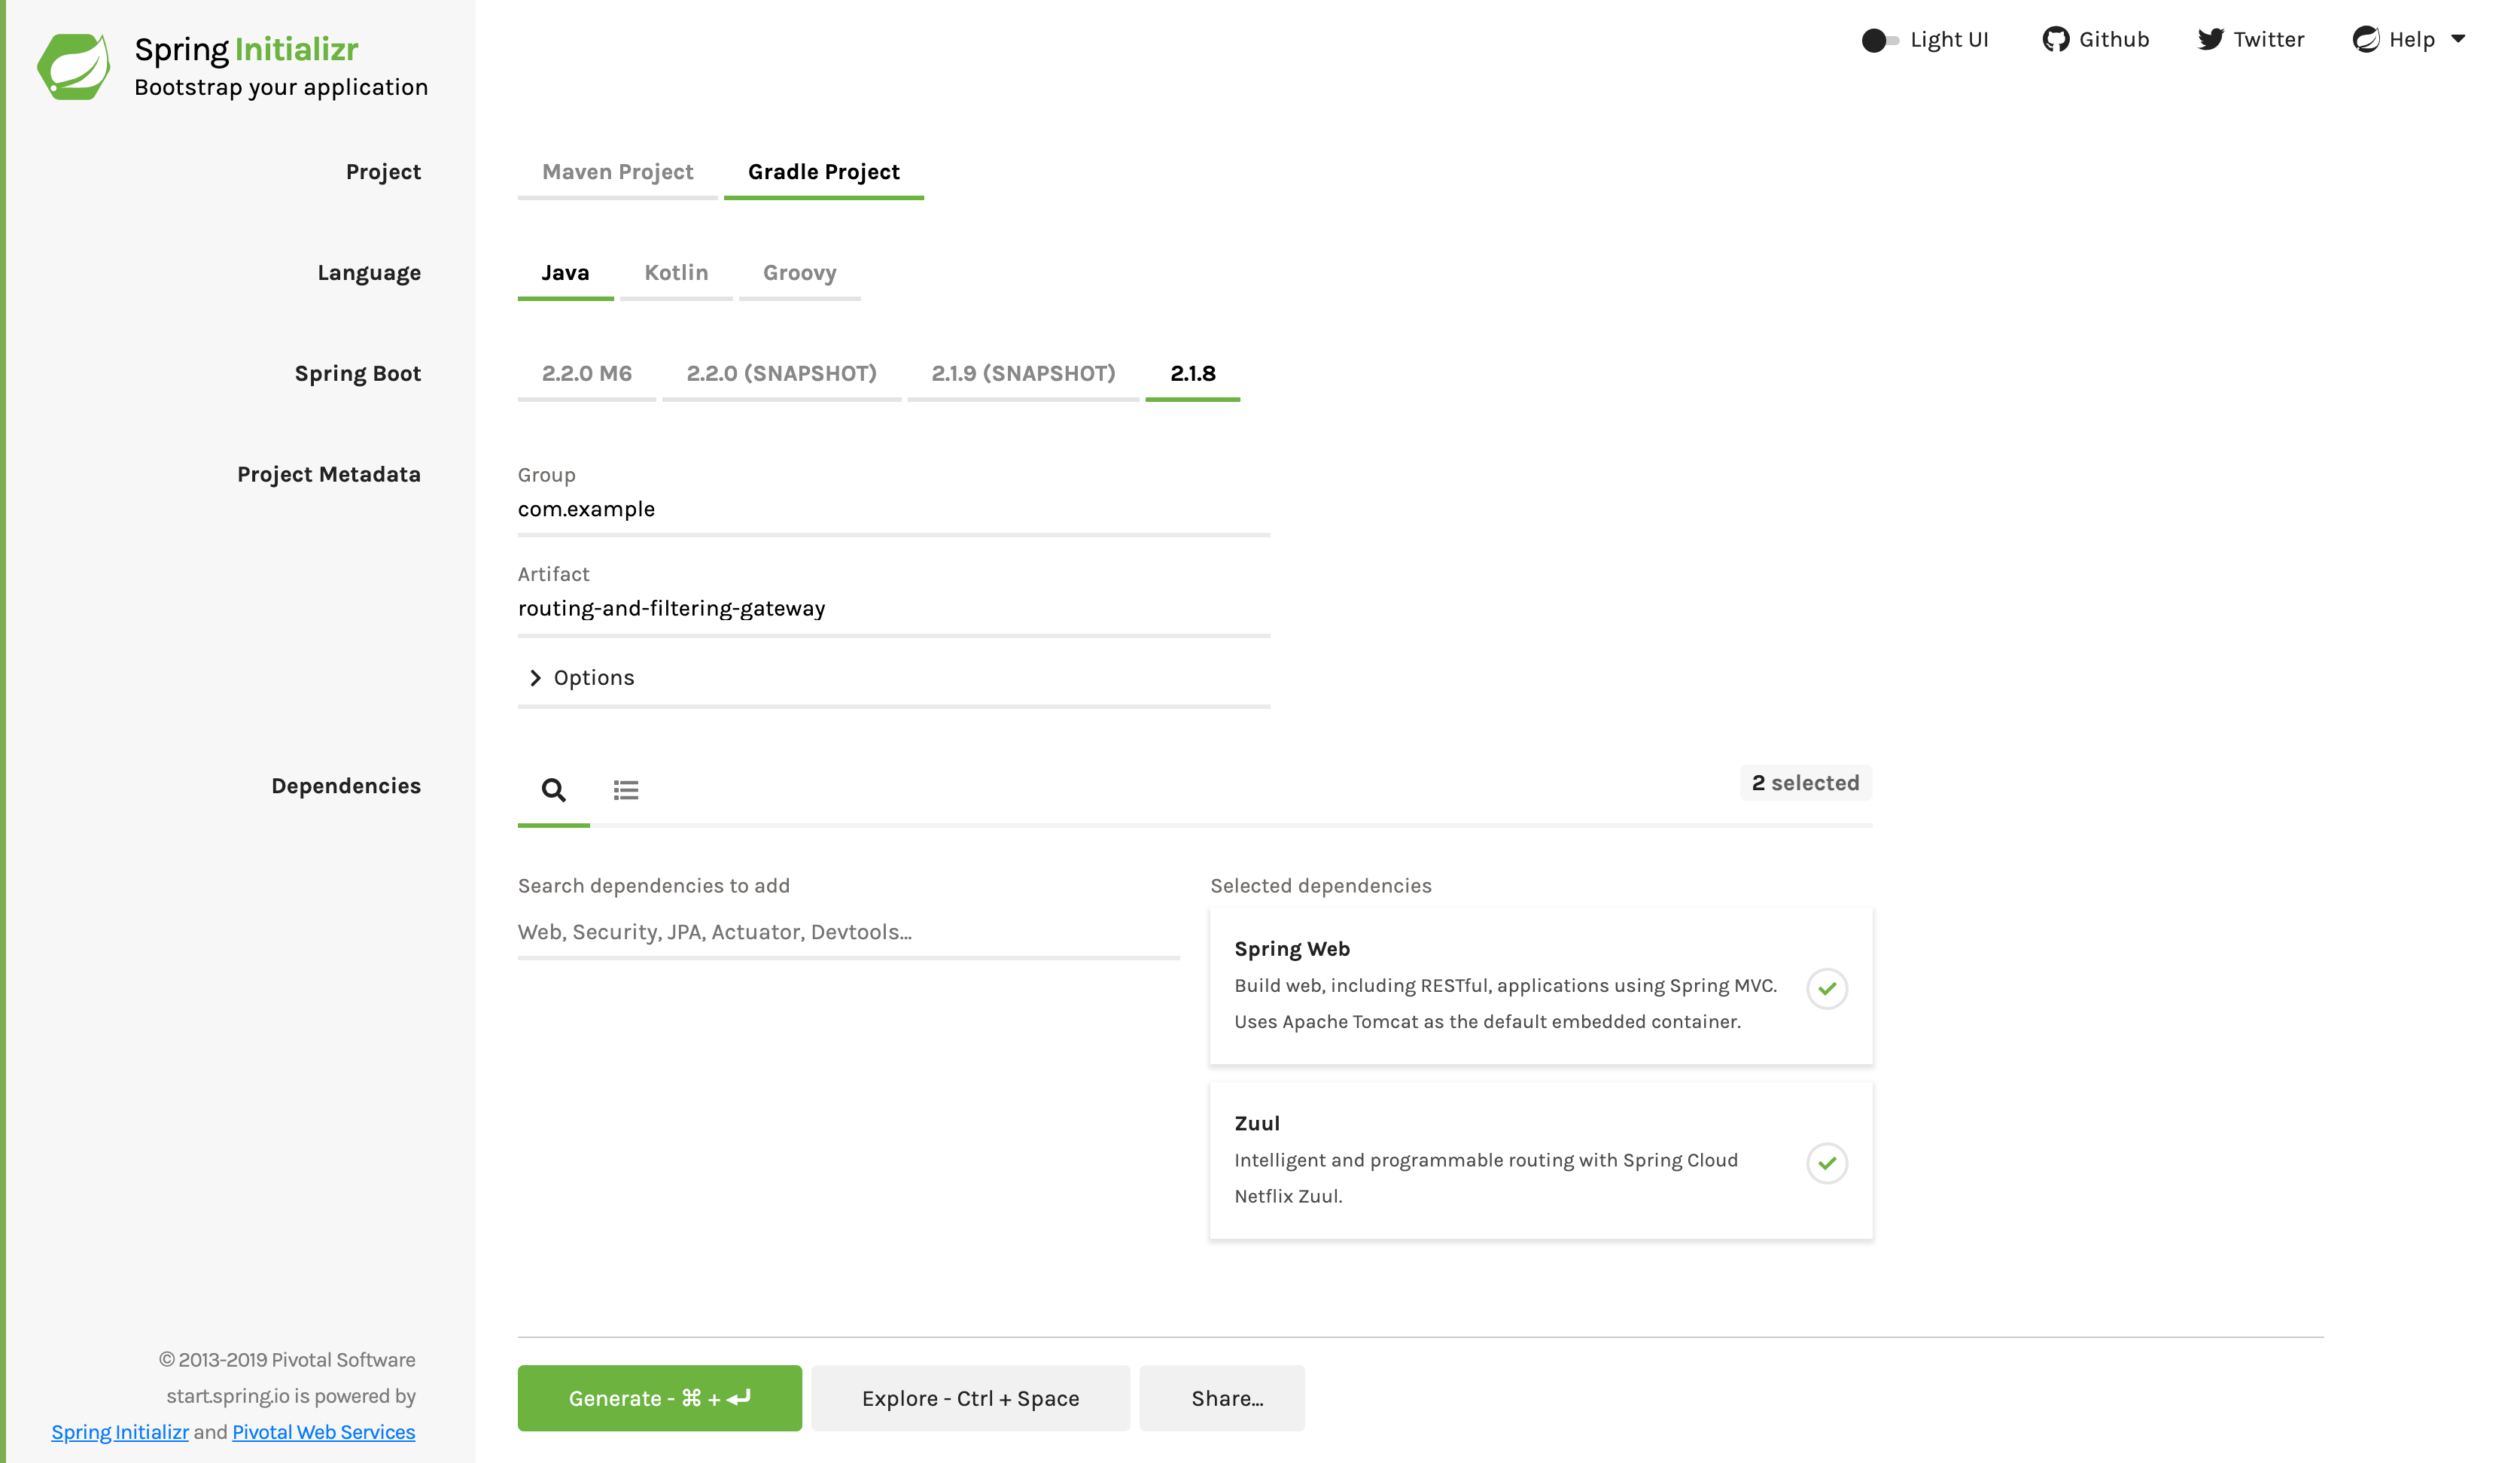 Spring Initializr
Bootstrap your application
Light UI
Github
Twitter
Help
Project
Maven Project
Gradle Project
Language
Java
Kotlin
Groovy
Spring Boot
2.2.0 M6
2.2.0 (SNAPSHOT)
2.1.9 (SNAPSHOT)
2.1.8
Project Metadata
Group
com.example
Artifact
routing-and-filtering-gateway
Options
Dependencies
2 selected
Search dependencies to add
Web, Security, JPA, Actuator, Devtools...
Selected dependencies
Spring Web
Build web, including RESTful, applications using Spring MVC.
Uses Apache Tomcat as the default embedded container.
Zuul
Intelligent and programmable routing with Spring Cloud
Netflix Zuul.
© 2013-2019 Pivotal Software
start.spring.io is powered by
Spring Initializr and Pivotal Web Services
Generate - ⌘ + ⏎
Explore - Ctrl + Space
Share...